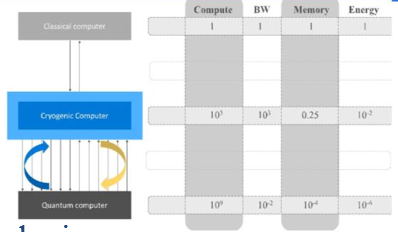 Compute BW Memory Energy
Classical computer 1 1 1 1
Cryogenic Computer 10³ 10³ 0.25 10⁻²
Quantum computer 10⁹ 10⁻² 10⁻⁴ 10⁻⁶